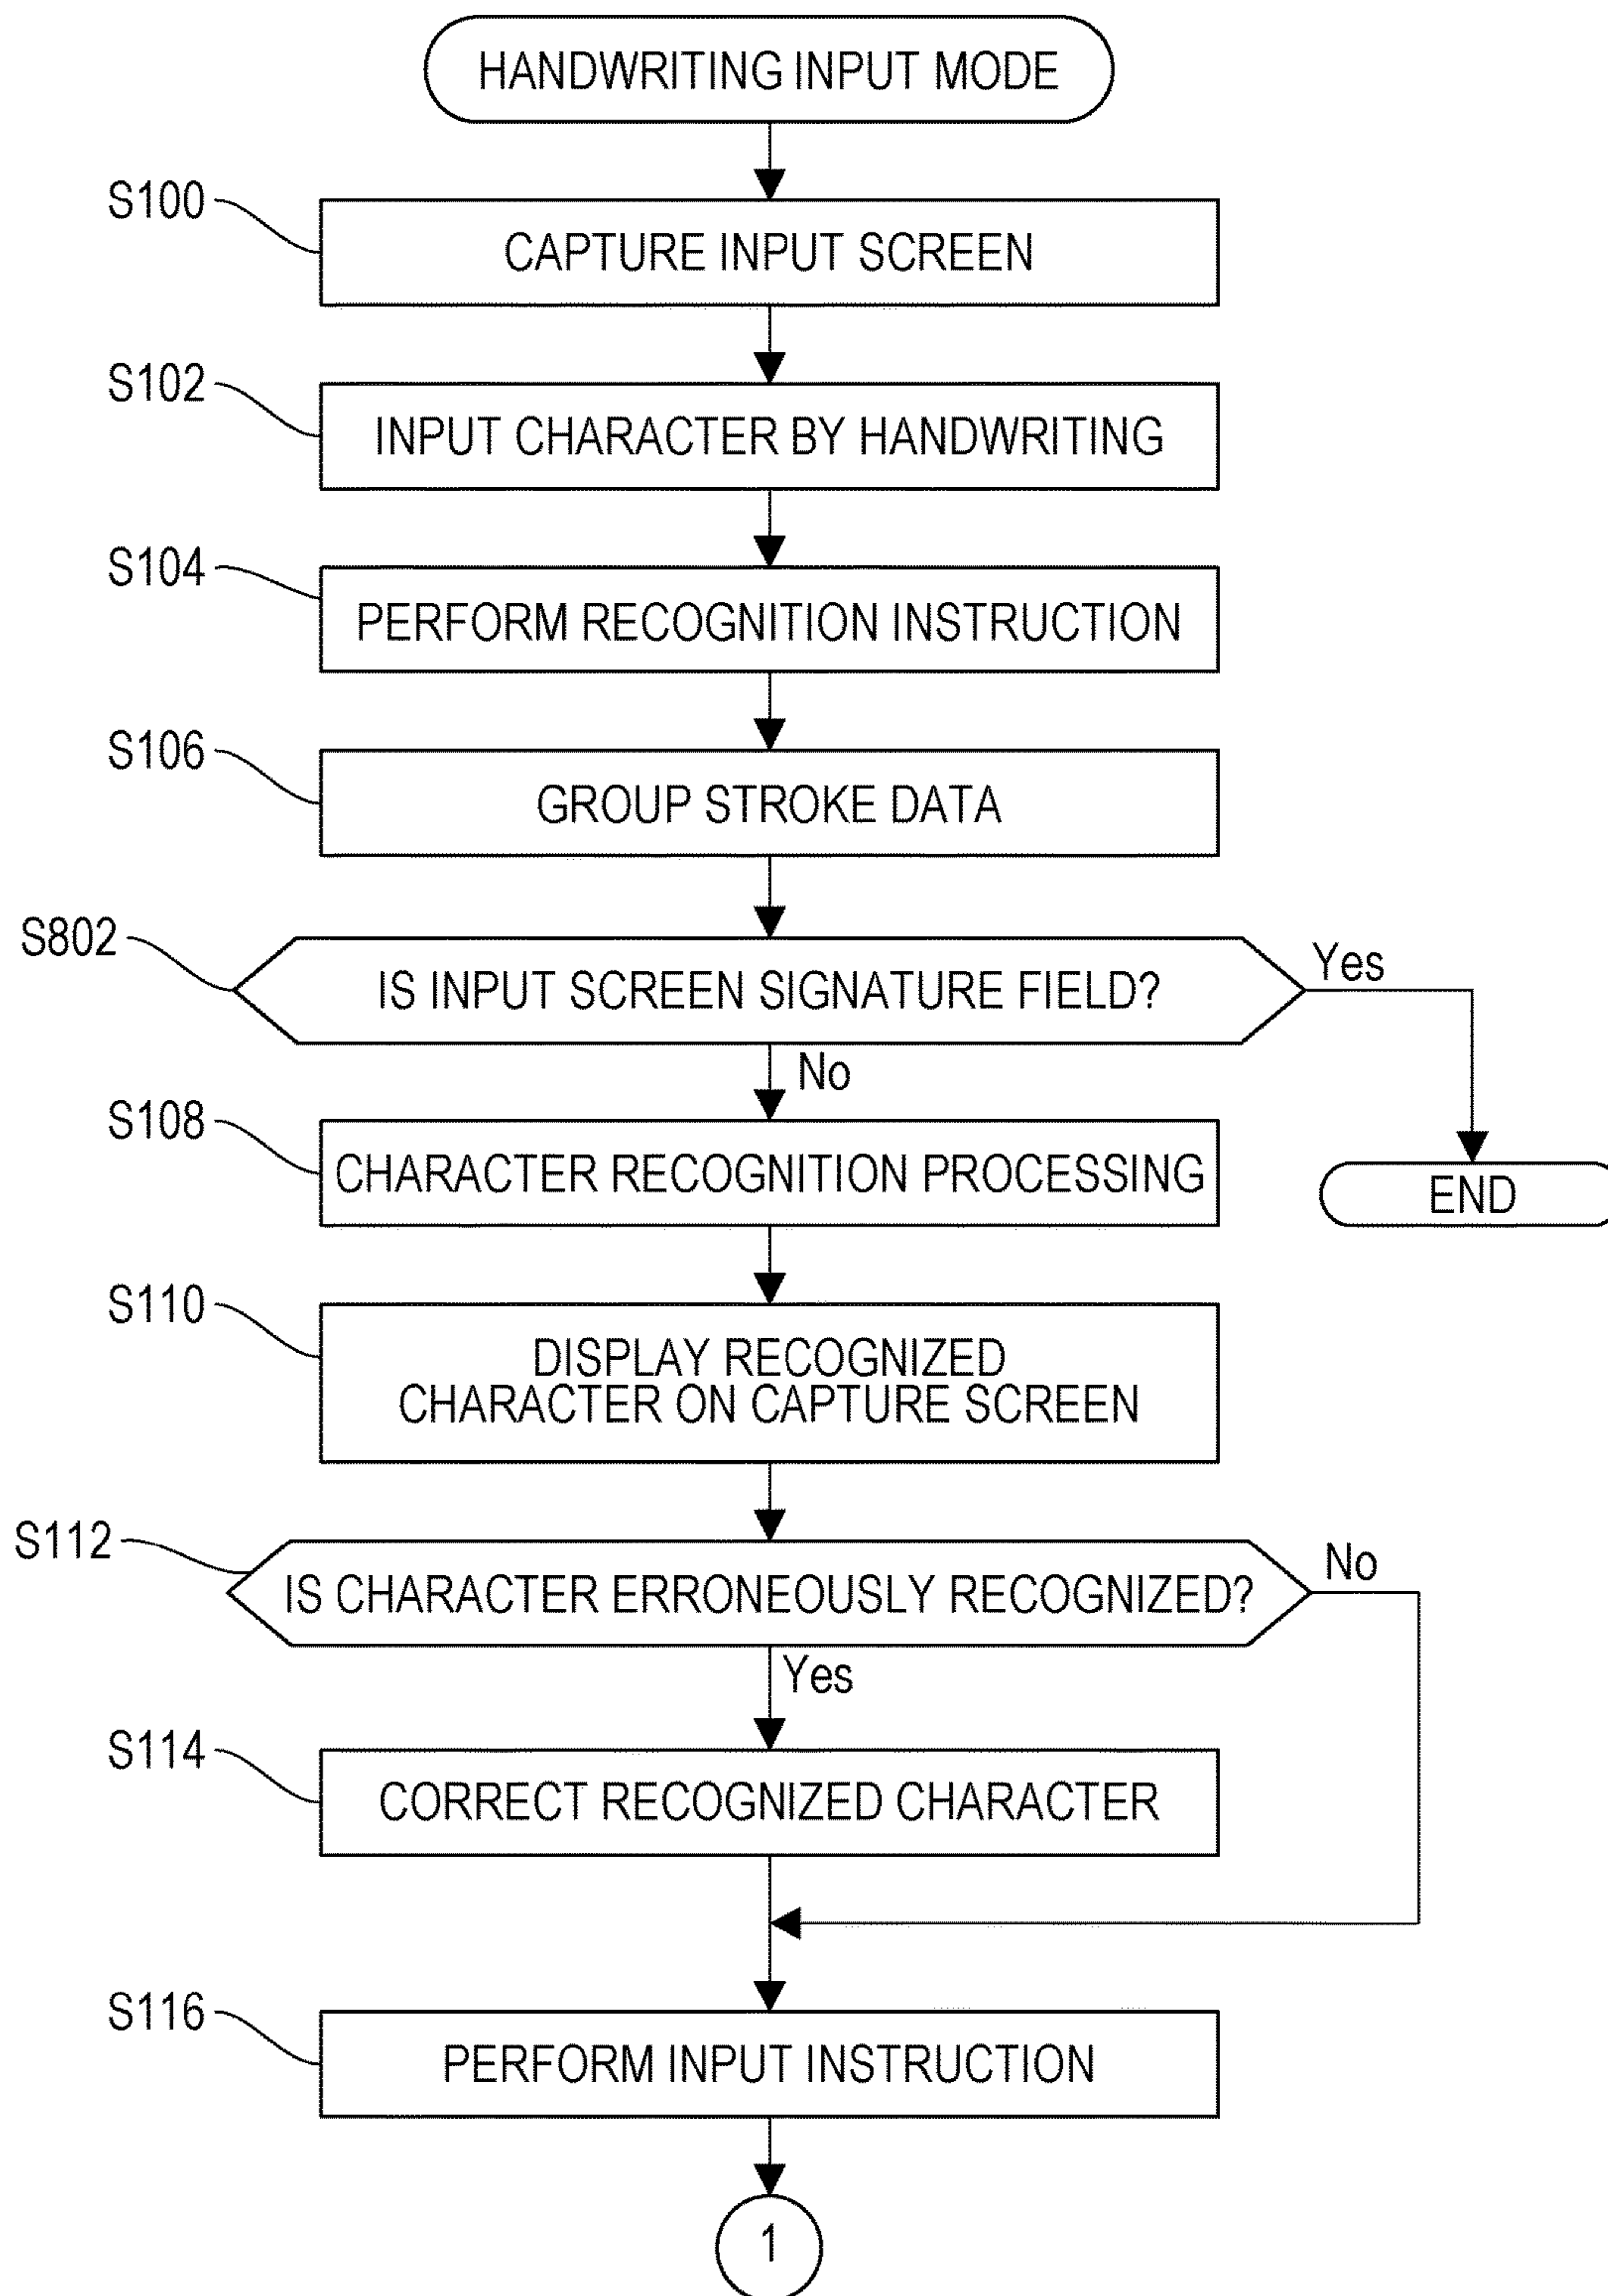 HANDWRITING INPUT MODE
S100
CAPTURE INPUT SCREEN
S102
INPUT CHARACTER BY HANDWRITING
S104
PERFORM RECOGNITION INSTRUCTION
S106
GROUP STROKE DATA
S802
IS INPUT SCREEN SIGNATURE FIELD?
Yes
No
S108
CHARACTER RECOGNITION PROCESSING
END
S110
DISPLAY RECOGNIZED
CHARACTER ON CAPTURE SCREEN
S112
IS CHARACTER ERRONEOUSLY RECOGNIZED?
No
Yes
S114
CORRECT RECOGNIZED CHARACTER
S116
PERFORM INPUT INSTRUCTION
1